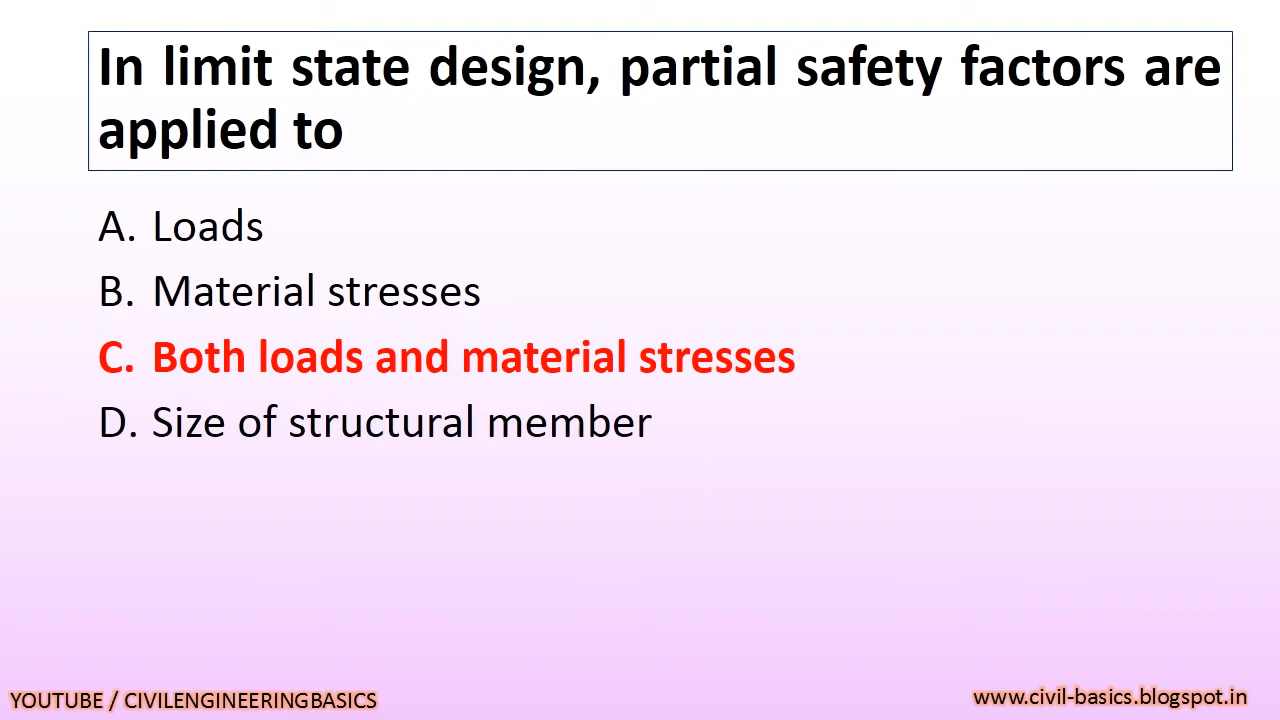 In limit state design, partial safety factors are
applied to
A. Loads
B. Material stresses
C. Both loads and material stresses
D. Size of structural member
YOUTUBE / CIVILENGINEERINGBASICS
www.civil-basics.blogspot.in